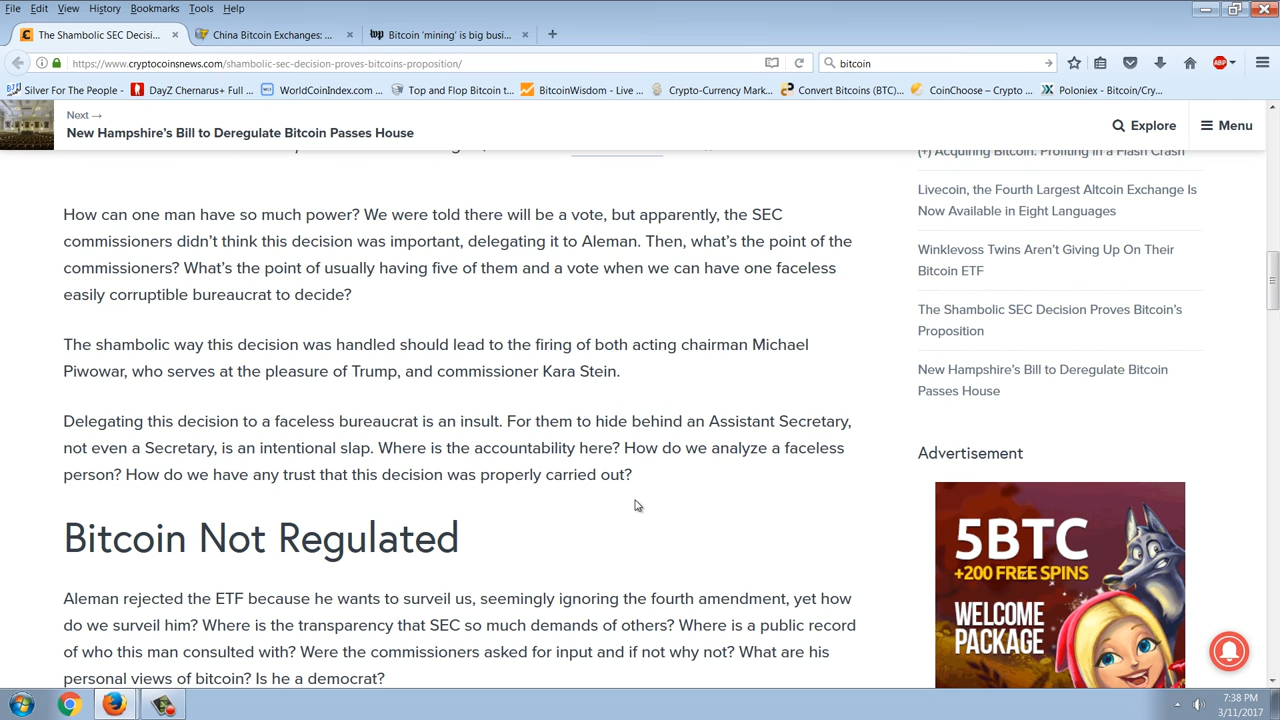 File Edit View History Bookmarks Tools Help
The Shambolic SEC Decisi...
China Bitcoin Exchanges: ...
Bitcoin 'mining' is big busi...
https://www.cryptocoinsnews.com/shambolic-sec-decision-proves-bitcoins-proposition/
bitcoin
Silver For The People - ...
DayZ Chernarus+ Full ...
WorldCoinIndex.com ...
Top and Flop Bitcoin t...
BitcoinWisdom - Live ...
Crypto-Currency Mark...
Convert Bitcoins (BTC)...
CoinChoose – Crypto ...
Poloniex - Bitcoin/Cry...
Next →
New Hampshire's Bill to Deregulate Bitcoin Passes House
Explore
Menu
How can one man have so much power? We were told there will be a vote, but apparently, the SEC
commissioners didn't think this decision was important, delegating it to Aleman. Then, what's the point of the
commissioners? What's the point of usually having five of them and a vote when we can have one faceless
easily corruptible bureaucrat to decide?
The shambolic way this decision was handled should lead to the firing of both acting chairman Michael
Piwowar, who serves at the pleasure of Trump, and commissioner Kara Stein.
Delegating this decision to a faceless bureaucrat is an insult. For them to hide behind an Assistant Secretary,
not even a Secretary, is an intentional slap. Where is the accountability here? How do we analyze a faceless
person? How do we have any trust that this decision was properly carried out?
Bitcoin Not Regulated
Aleman rejected the ETF because he wants to surveil us, seemingly ignoring the fourth amendment, yet how
do we surveil him? Where is the transparency that SEC so much demands of others? Where is a public record
of who this man consulted with? Were the commissioners asked for input and if not why not? What are his
personal views of bitcoin? Is he a democrat?
(+) Acquiring Bitcoin: Profiting in a Flash Crash
Livecoin, the Fourth Largest Altcoin Exchange Is
Now Available in Eight Languages
Winklevoss Twins Aren't Giving Up On Their
Bitcoin ETF
The Shambolic SEC Decision Proves Bitcoin's
Proposition
New Hampshire's Bill to Deregulate Bitcoin
Passes House
Advertisement
5BTC
+200 FREE SPINS
WELCOME
PACKAGE
7:38 PM
3/11/2017